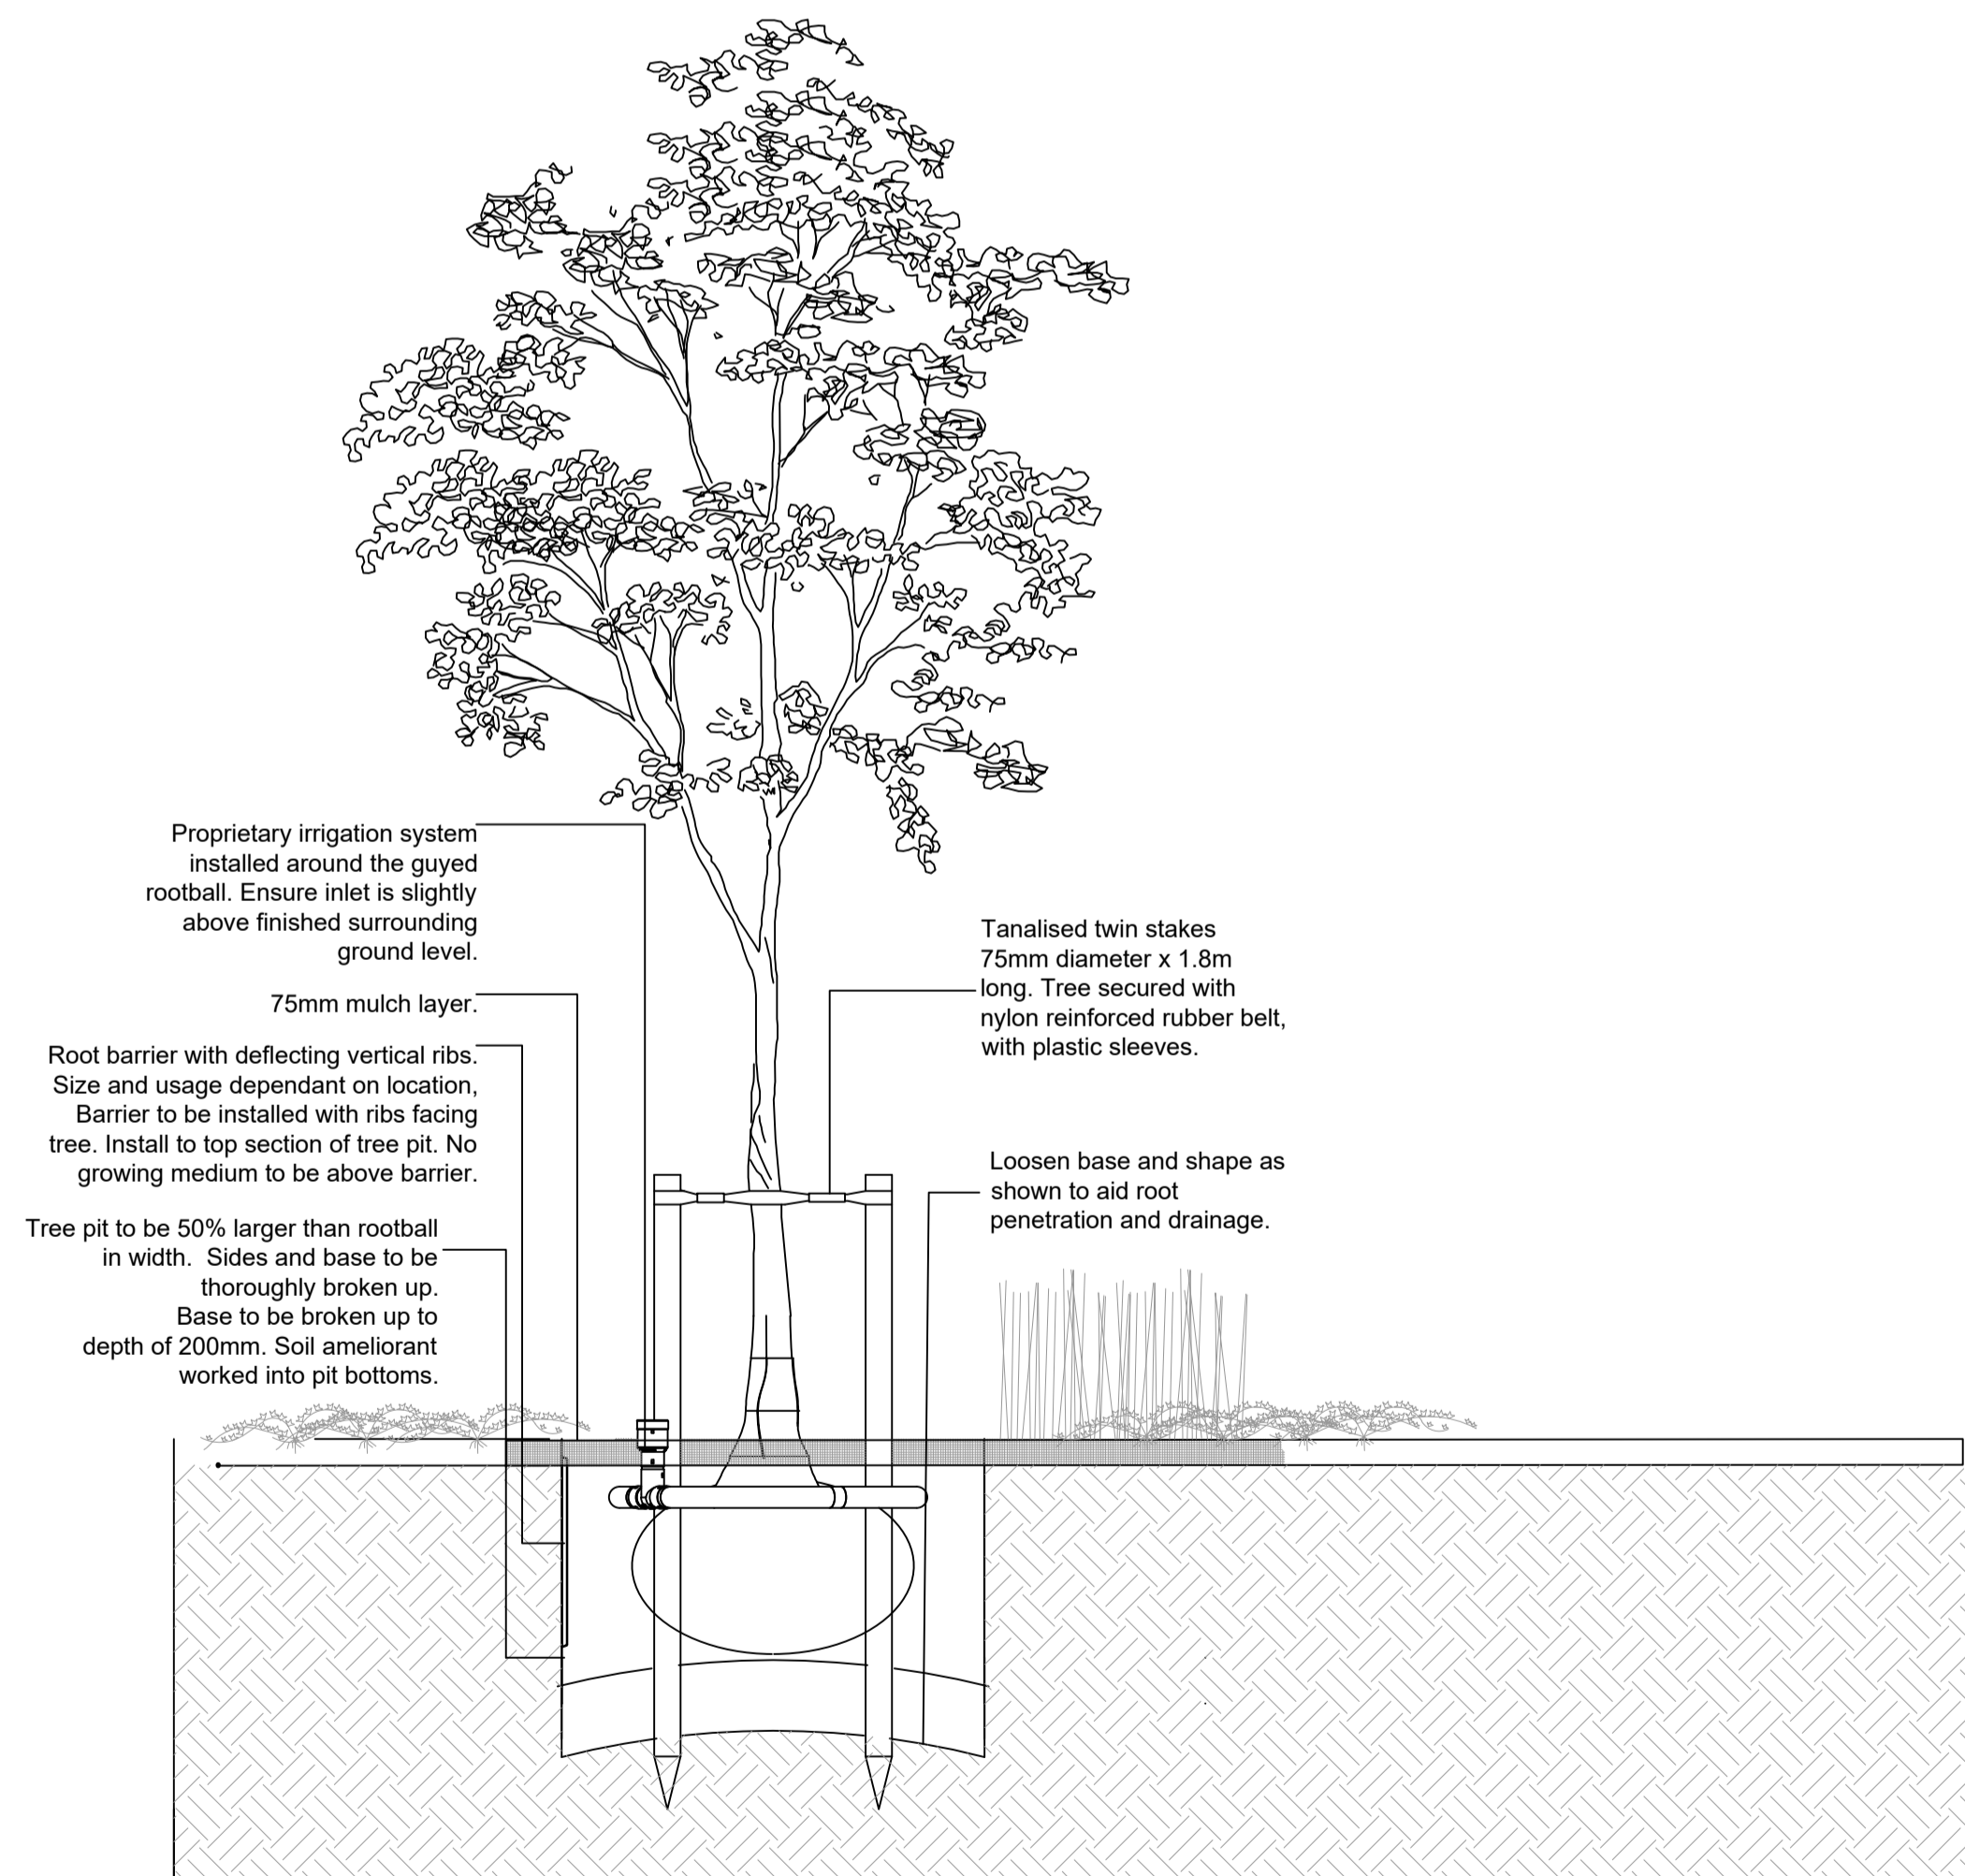 Proprietary irrigation system
installed around the guyed
rootball. Ensure inlet is slightly
above finished surrounding
ground level.
75mm mulch layer.
Root barrier with deflecting vertical ribs.
Size and usage dependant on location,
Barrier to be installed with ribs facing
tree. Install to top section of tree pit. No
growing medium to be above barrier.
Tree pit to be 50% larger than rootball
in width.  Sides and base to be
thoroughly broken up.
Base to be broken up to
depth of 200mm. Soil ameliorant
worked into pit bottoms.
Tanalised twin stakes
75mm diameter x 1.8m
long. Tree secured with
nylon reinforced rubber belt,
with plastic sleeves.
Loosen base and shape as
shown to aid root
penetration and drainage.